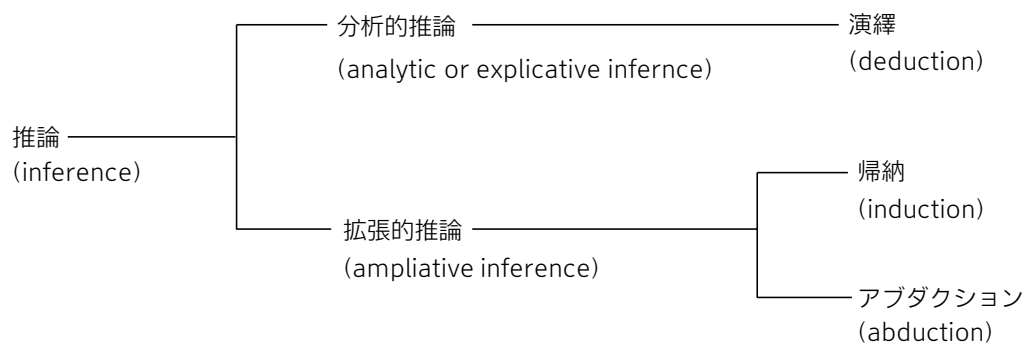 推論
(inference)
分析的推論
(analytic or explicative infernce)
演繹
(deduction)
拡張的推論
(ampliative inference)
帰納
(induction)
アブダクション
(abduction)